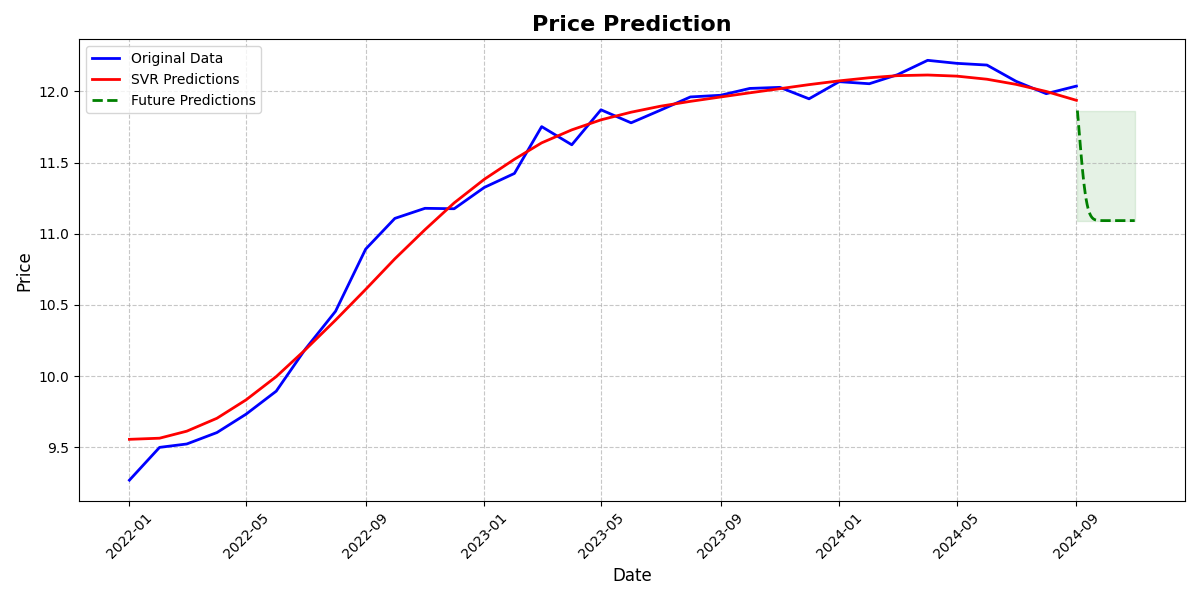 Price Prediction
Original Data
SVR Predictions
Future Predictions
Price
12.0
11.5
11.0
10.5
10.0
9.5
2022-01
2022-05
2022-09
2023-01
2023-05
2023-09
2024-01
2024-05
2024-09
Date